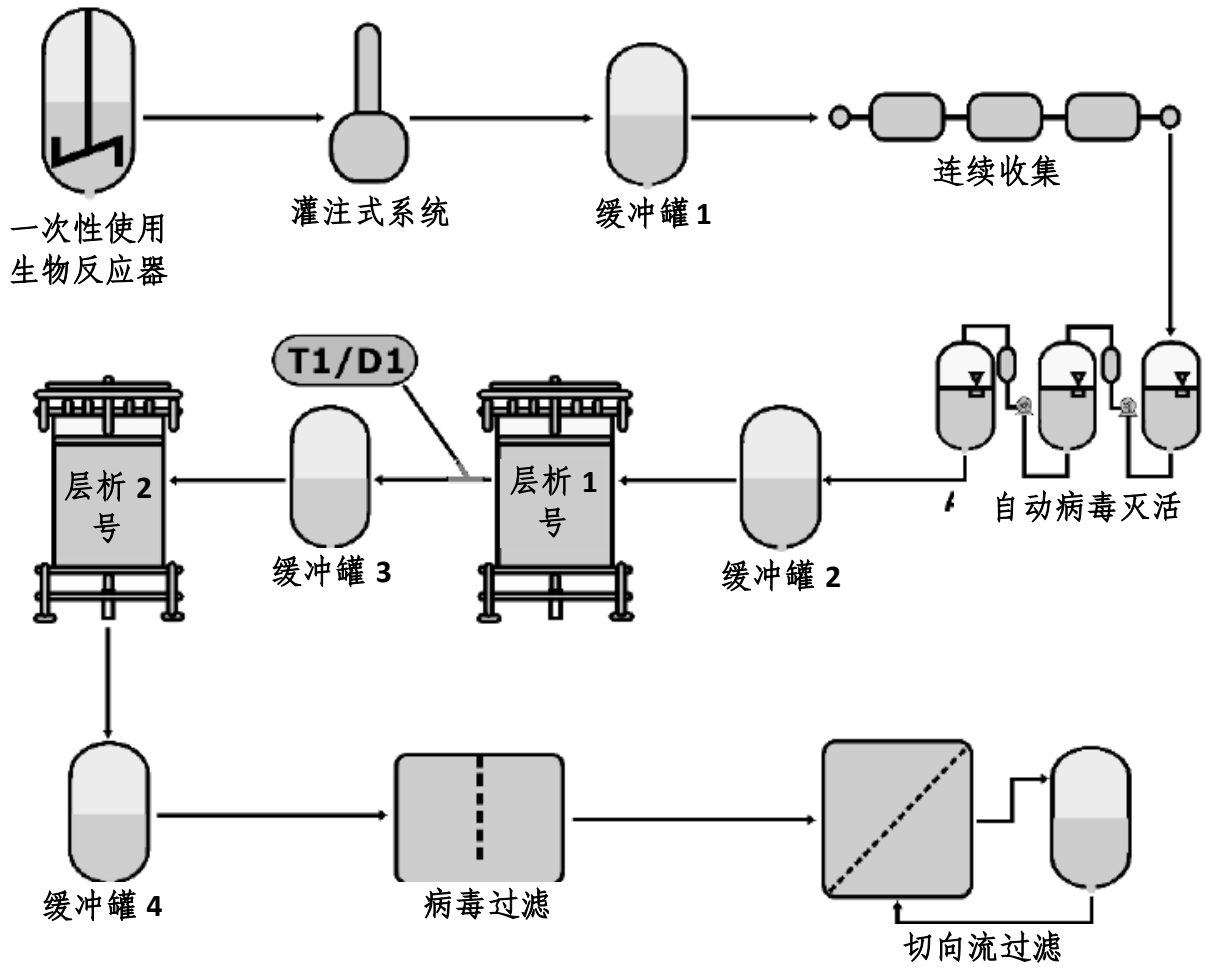 一次性使用
生物反应器
灌注式系统
缓冲罐 1
连续收集
T1/D1
层析 2
号
缓冲罐 3
层析 1
号
缓冲罐 2
自动病毒灭活
缓冲罐 4
病毒过滤
切向流过滤